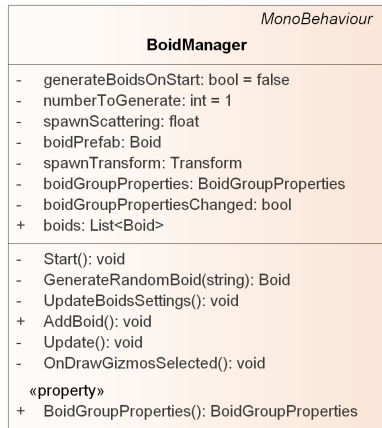 MonoBehaviour
BoidManager
- generateBoidsOnStart: bool = false
- numberToGenerate: int = 1
- spawnScattering: float
- boidPrefab: Boid
- spawnTransform: Transform
- boidGroupProperties: BoidGroupProperties
- boidGroupPropertiesChanged: bool
+ boids: List<Boid>
- Start(): void
- GenerateRandomBoid(string): Boid
- UpdateBoidsSettings(): void
+ AddBoid(): void
- Update(): void
- OnDrawGizmosSelected(): void
«property»
+ BoidGroupProperties(): BoidGroupProperties